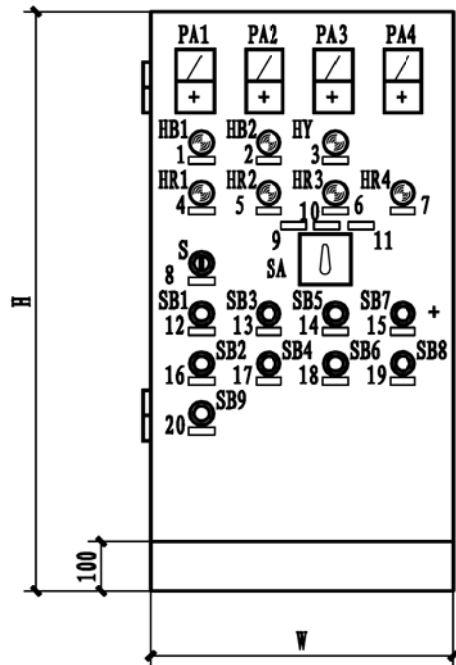 PA1 PA2 PA3 PA4
HB1 HB2 HY
1 2 3
HR1 HR2 HR3 HR4
4 5 6 7
10
9 11
S SA
8
SB1 SB3 SB5 SB7
12 13 14 15
SB2 SB4 SB6 SB8
16 17 18 19
SB9
20
H
100
W